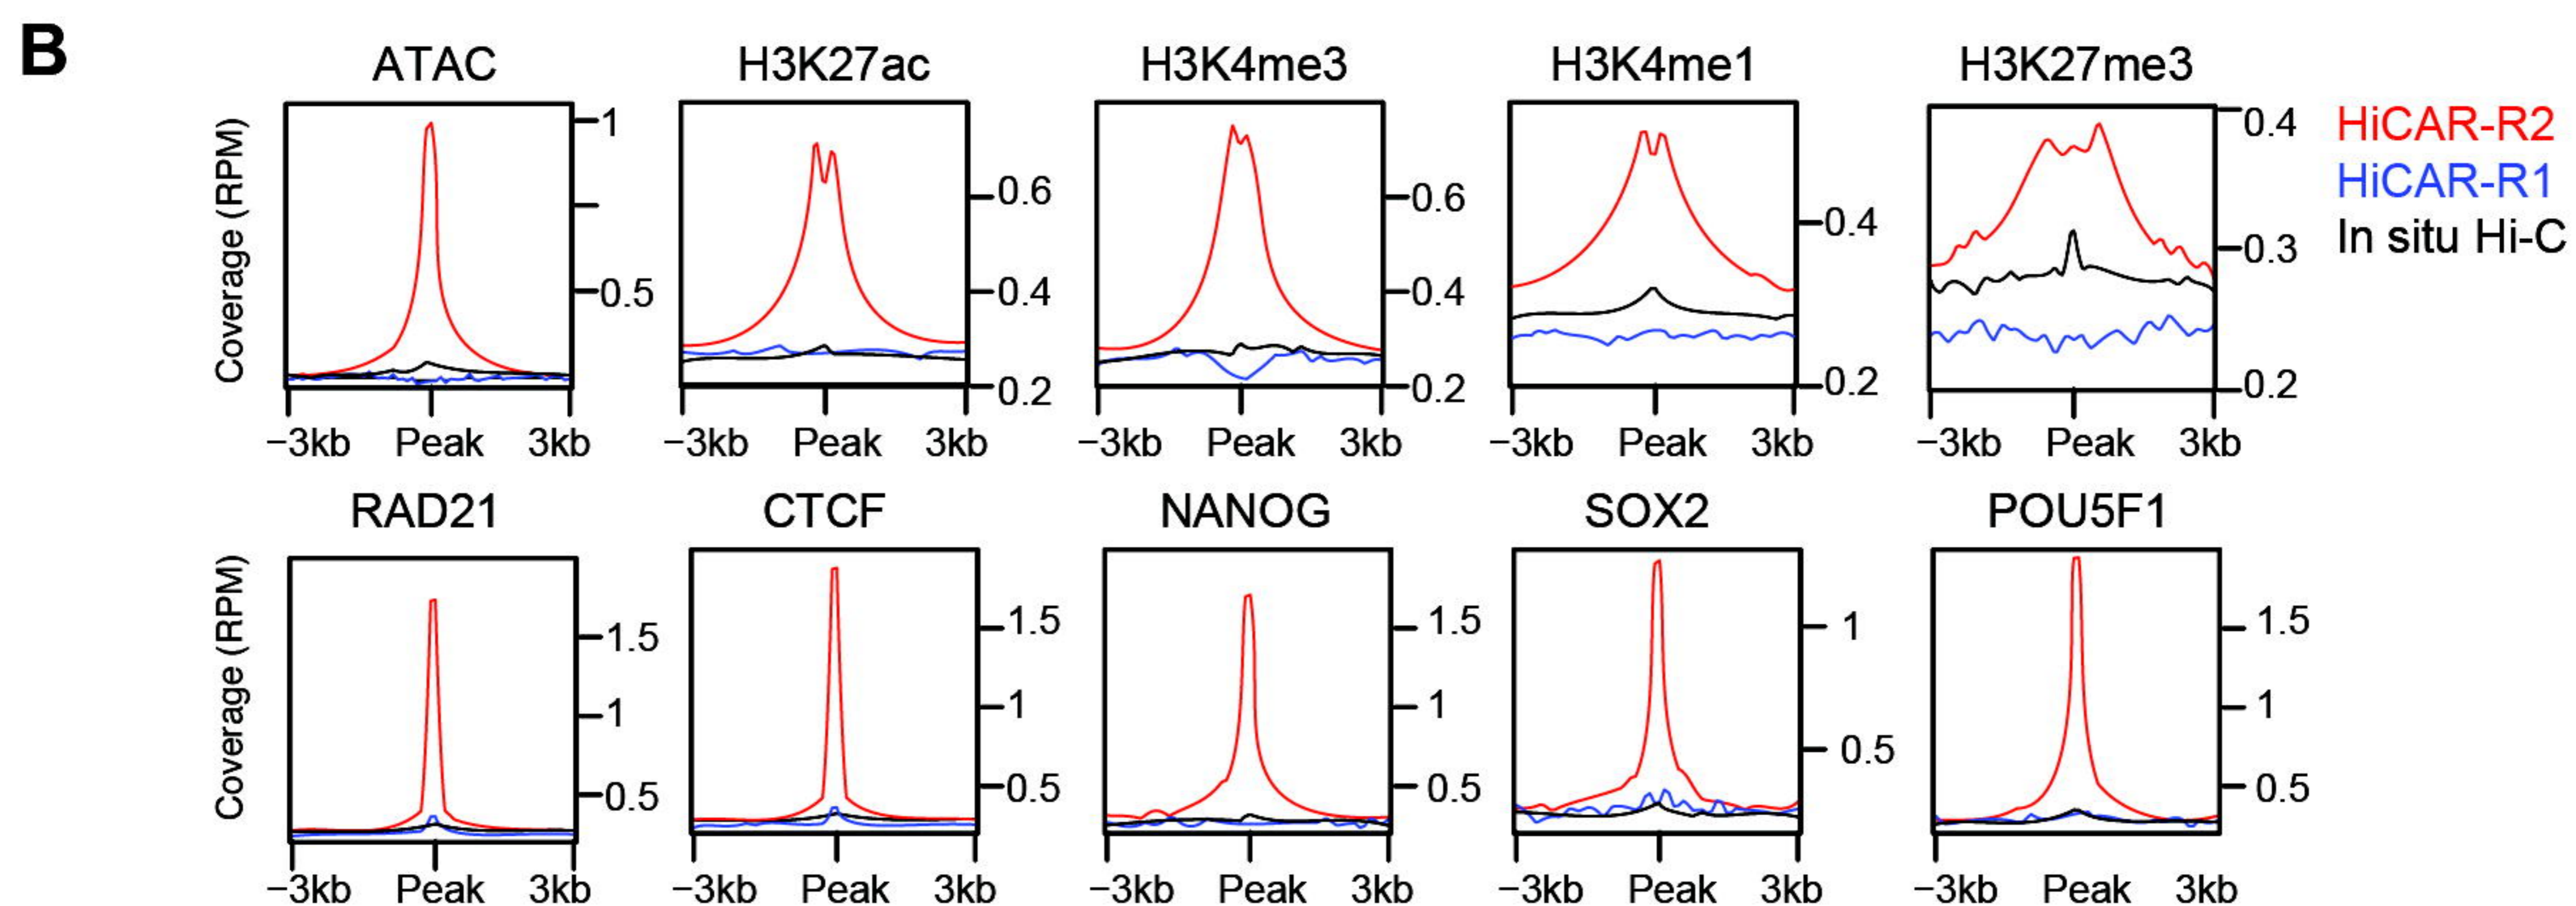 B
ATAC H3K27ac H3K4me3 H3K4me1 H3K27me3
Coverage (RPM)
1
0.5
0.6
0.4
0.2
0.6
0.4
0.2
0.4
0.2
0.4
0.3
0.2
HiCAR-R2
HiCAR-R1
In situ Hi-C
−3kb Peak 3kb −3kb Peak 3kb −3kb Peak 3kb −3kb Peak 3kb −3kb Peak 3kb
RAD21 CTCF NANOG SOX2 POU5F1
Coverage (RPM)
1.5
1
0.5
1.5
1
0.5
1.5
1
0.5
1
0.5
1.5
1
0.5
−3kb Peak 3kb −3kb Peak 3kb −3kb Peak 3kb −3kb Peak 3kb −3kb Peak 3kb